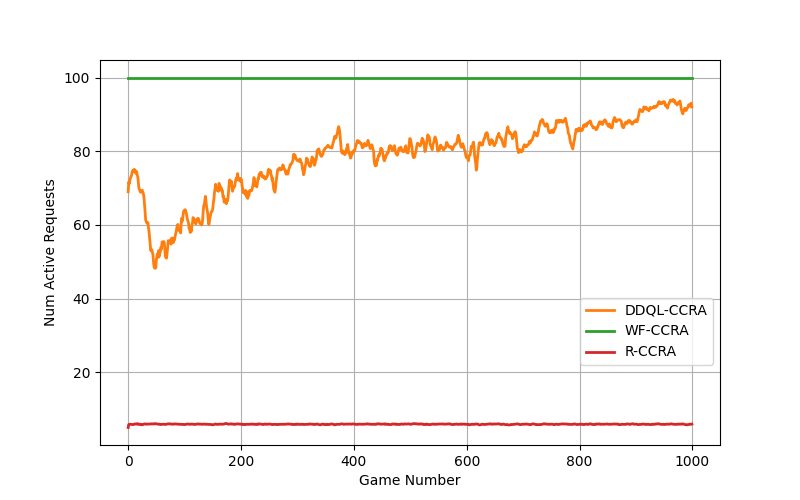 100
80
60
40
20
Num Active Requests
DDQL-CCRA
WF-CCRA
R-CCRA
0 200 400 600 800 1000
Game Number